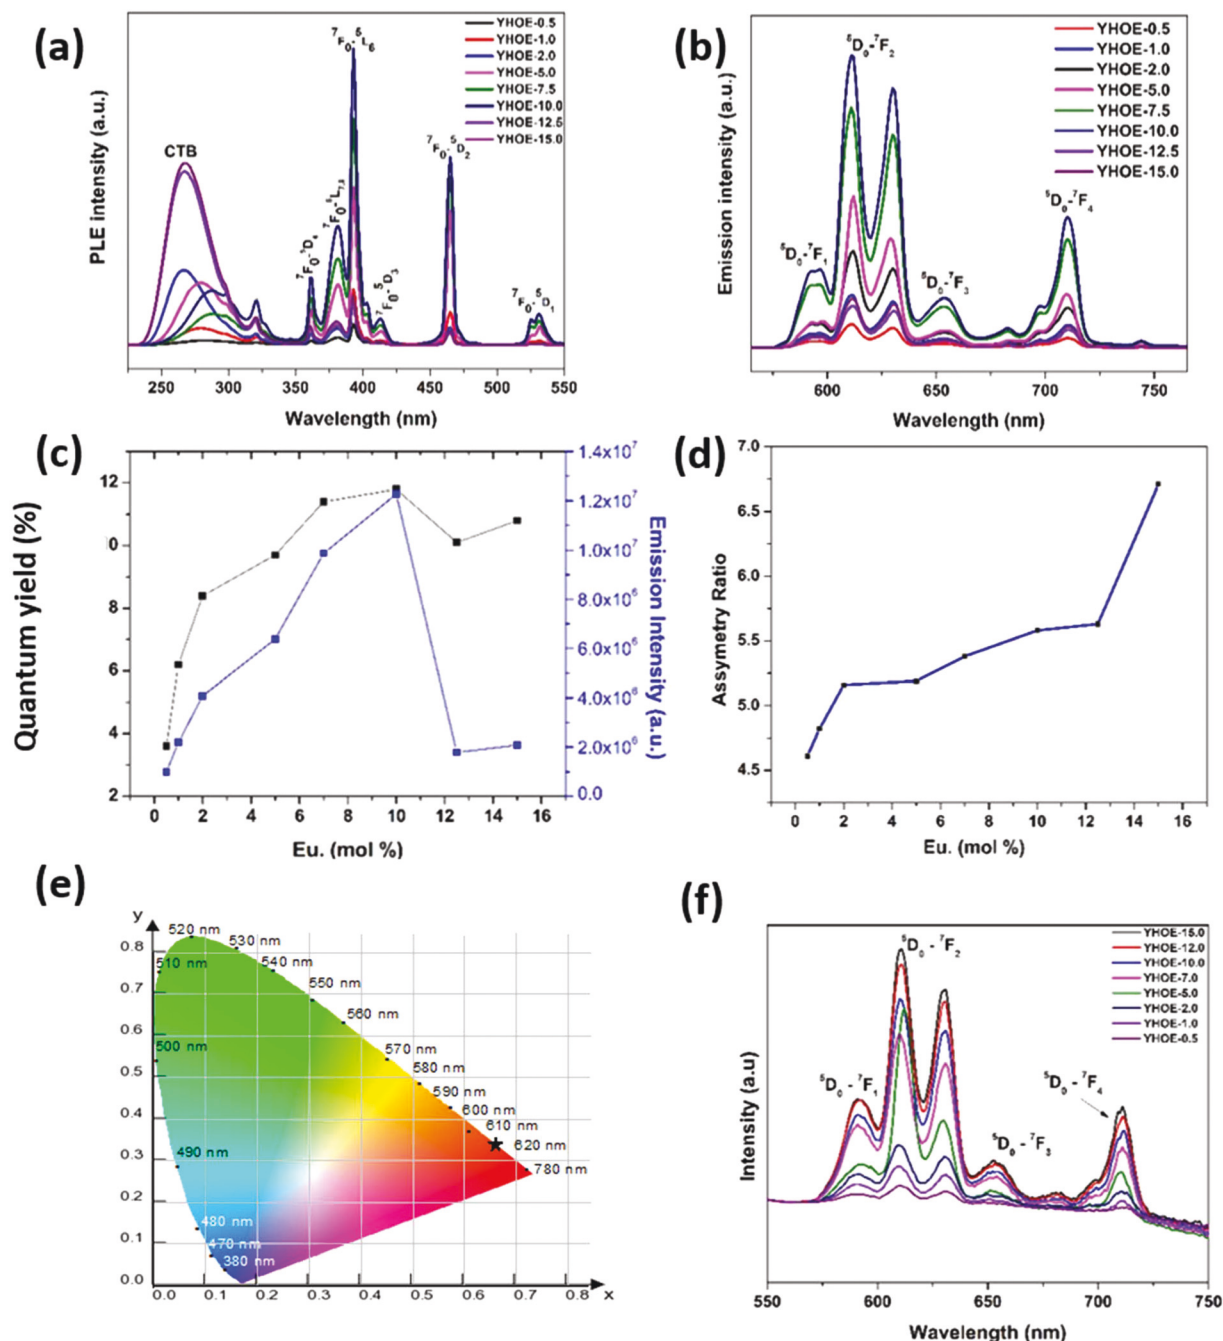 (a)
YHOE-0.5
YHOE-1.0
YHOE-2.0
YHOE-5.0
YHOE-7.5
YHOE-10.0
YHOE-12.5
YHOE-15.0
⁷F₀-⁵L₆
⁷F₀-⁵D₂
CTB
⁷F₀-⁵D₄
⁷F₀-⁵D₃
⁷F₀-⁵D₁
PLE intensity (a.u.)
250 300 350 400 450 500 550
Wavelength (nm)
(b)
YHOE-0.5
YHOE-1.0
YHOE-2.0
YHOE-5.0
YHOE-7.5
YHOE-10.0
YHOE-12.5
YHOE-15.0
⁵D₀-⁷F₂
⁵D₀-⁷F₁
⁵D₀-⁷F₃
⁵D₀-⁷F₄
Emission intensity (a.u.)
600 650 700 750
Wavelength (nm)
(c)
Quantum yield (%)
12
0
8
6
4
2
1.4x10⁷
1.2x10⁷
1.0x10⁷
8.0x10⁶
6.0x10⁶
4.0x10⁶
2.0x10⁶
0.0
Emission Intensity (a.u.)
0 2 4 6 8 10 12 14 16
Eu. (mol %)
(d)
Assymetry Ratio
7.0
6.5
6.0
5.5
5.0
4.5
0 2 4 6 8 10 12 14 16
Eu. (mol %)
(e)
y
0.8
0.7
0.6
0.5
0.4
0.3
0.2
0.1
0.0
520 nm
530 nm
510 nm
540 nm
550 nm
560 nm
500 nm
570 nm
580 nm
590 nm
600 nm
610 nm
620 nm
490 nm
780 nm
480 nm
470 nm
380 nm
0.0 0.1 0.2 0.3 0.4 0.5 0.6 0.7 0.8
x
(f)
YHOE-15.0
YHOE-12.0
YHOE-10.0
YHOE-7.0
YHOE-5.0
YHOE-2.0
YHOE-1.0
YHOE-0.5
⁵D₀ - ⁷F₂
⁵D₀ - ⁷F₁
⁵D₀ - ⁷F₄
⁵D₀ - ⁷F₃
Intensity (a.u)
550 600 650 700 750
Wavelength (nm)